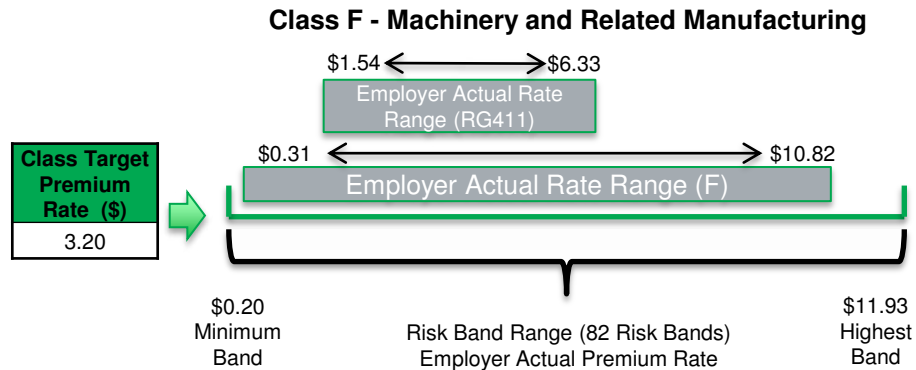 Class F - Machinery and Related Manufacturing
$1.54 $6.33
Employer Actual Rate
Range (RG411)
$0.31 $10.82
Employer Actual Rate Range (F)
Class Target
Premium
Rate ($)
3.20
$0.20
Minimum
Band
Risk Band Range (82 Risk Bands)
Employer Actual Premium Rate
$11.93
Highest
Band